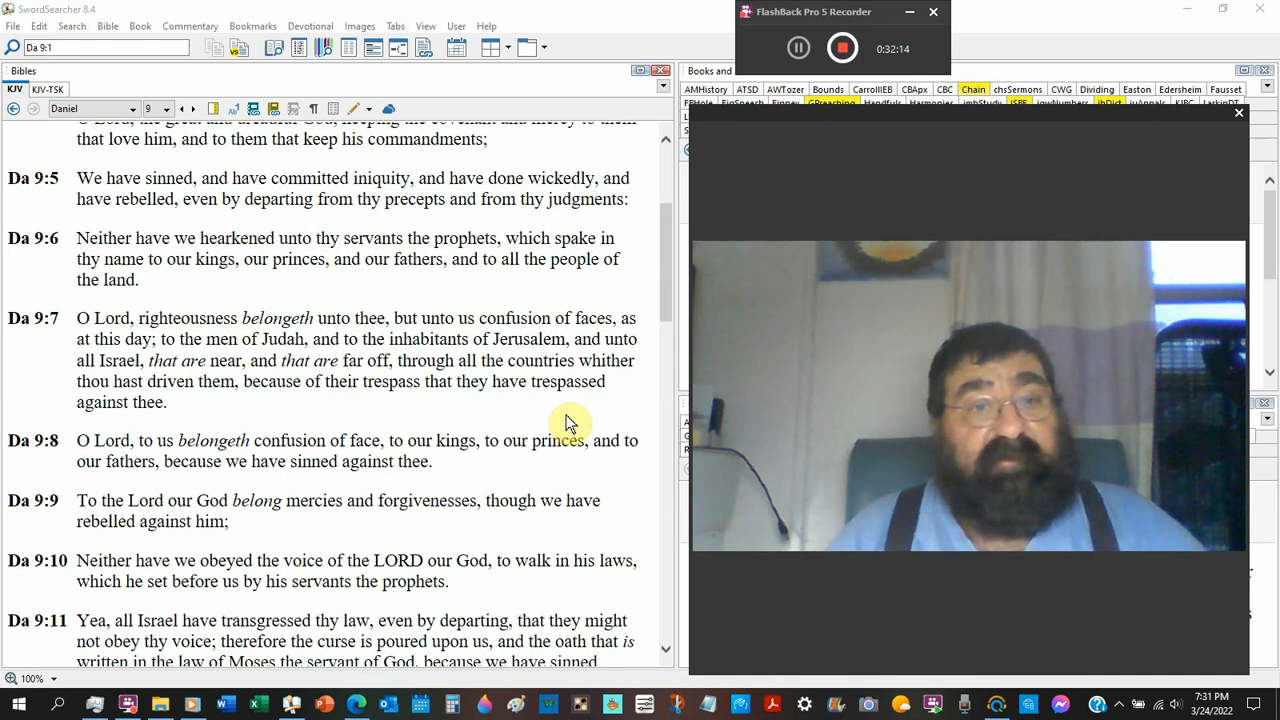 SwordSearcher 8.4
FlashBack Pro 5 Recorder
File Edit Search Bible Book Commentary Bookmarks Devotional Images Tabs View User Help
0:32:14
Da 9:1
Bibles
Books and
KJV KJV-TSK
AMHistory ATSD AWTozer Bounds CarrollIEB CBApx CBC Chain chsSermons CWG Dividing Easton Edersheim Fausset
Daniel 9
that love him, and to them that keep his commandments;
Da 9:5 We have sinned, and have committed iniquity, and have done wickedly, and
have rebelled, even by departing from thy precepts and from thy judgments:
Da 9:6 Neither have we hearkened unto thy servants the prophets, which spake in
thy name to our kings, our princes, and our fathers, and to all the people of
the land.
Da 9:7 O Lord, righteousness belongeth unto thee, but unto us confusion of faces, as
at this day; to the men of Judah, and to the inhabitants of Jerusalem, and unto
all Israel, that are near, and that are far off, through all the countries whither
thou hast driven them, because of their trespass that they have trespassed
against thee.
Da 9:8 O Lord, to us belongeth confusion of face, to our kings, to our princes, and to
our fathers, because we have sinned against thee.
Da 9:9 To the Lord our God belong mercies and forgivenesses, though we have
rebelled against him;
Da 9:10 Neither have we obeyed the voice of the LORD our God, to walk in his laws,
which he set before us by his servants the prophets.
Da 9:11 Yea, all Israel have transgressed thy law, even by departing, that they might
not obey thy voice; therefore the curse is poured upon us, and the oath that is
written in the law of Moses the servant of God, because we have sinned
100%
7:31 PM
3/24/2022